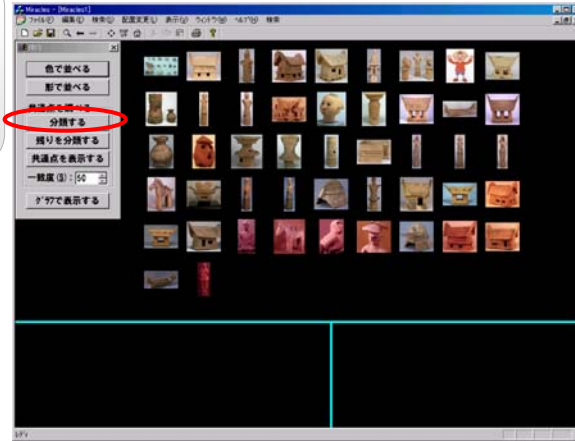 Miracles - [Miracles1]
ファイル(F) 編集(E) 検索(S) 配置変更(L) 表示(V) ウィンドウ(W) ヘルプ(H) 検索
色で並べる
形で並べる
分類する
残りを分類する
共通点を表示する
一致度(S): 50
グラフで表示する
レディ